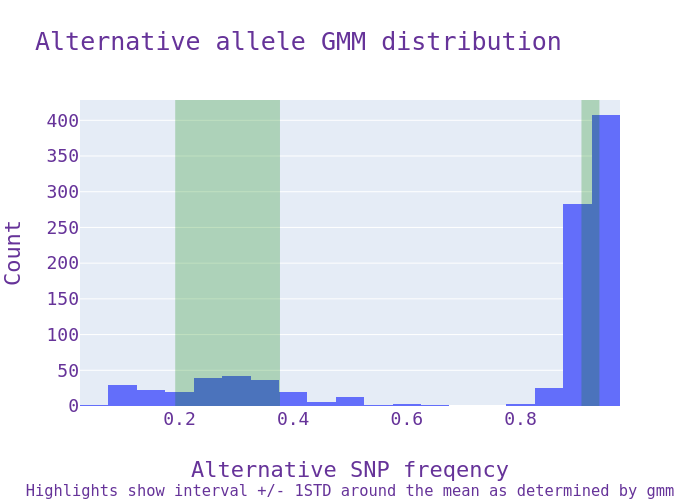 Alternative allele GMM distribution
Count
400
350
300
250
200
150
100
50
0
0.2 0.4 0.6 0.8
Alternative SNP freqency
Highlights show interval +/- 1STD around the mean as determined by gmm